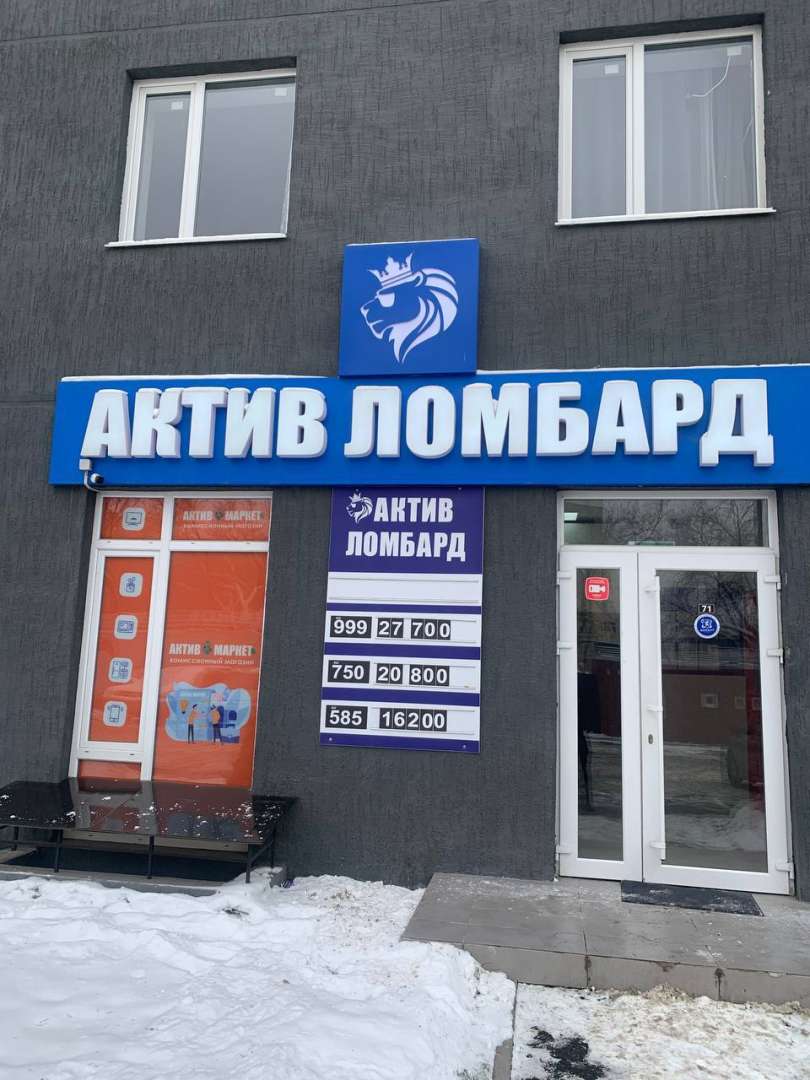 АКТИВ ЛОМБАРД
АКТИВ МАРКЕТ
КОМИССИОННЫЙ МАГАЗИН
АКТИВ
ЛОМБАРД
999 27 700
750 20 800
585 16200
АКТИВ МАРКЕТ
КОМИССИОННЫЙ МАГАЗИН
71